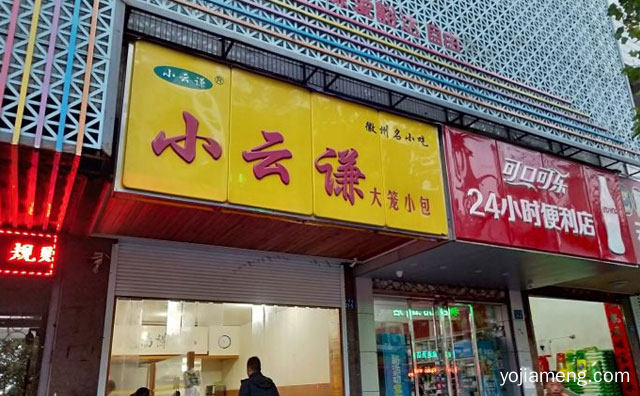 小云谦®
徽州名小吃
小云谦
大笼小包
可口可乐
24小时便利店
yojiameng.com